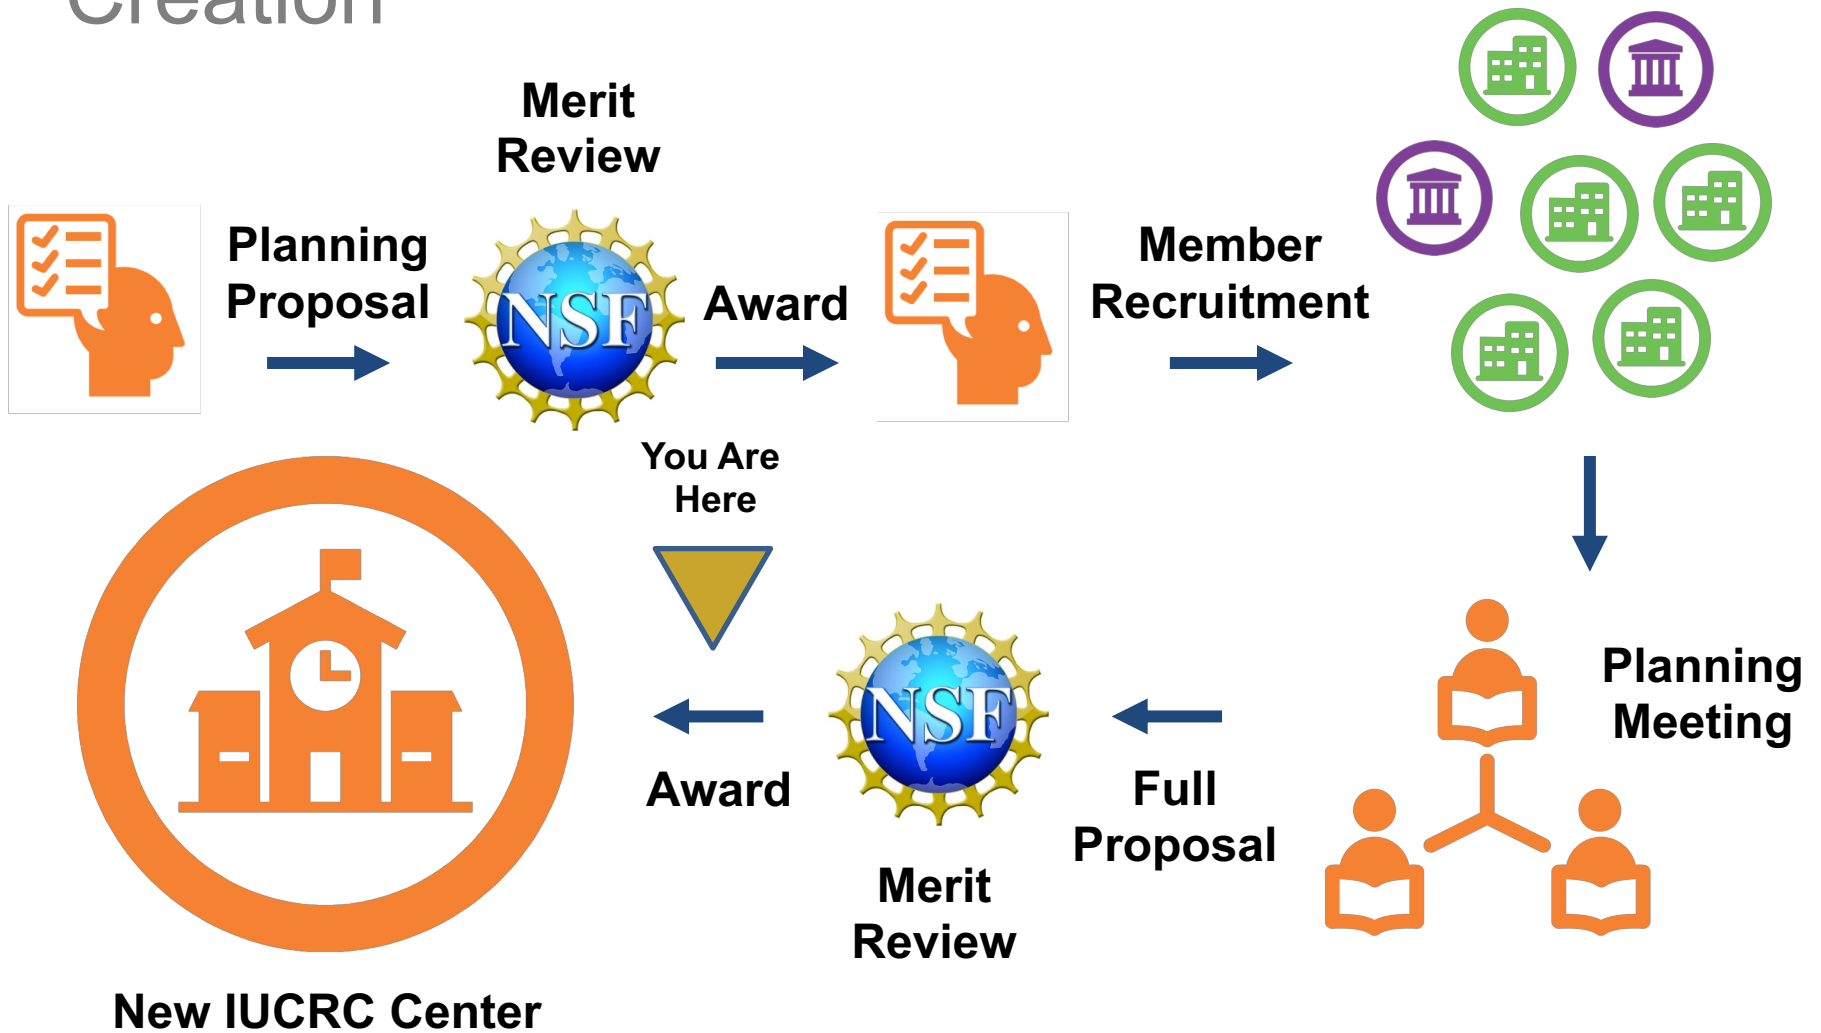 Creation
Merit
Review
Planning
Proposal
NSF
Award
Member
Recruitment
You Are
Here
Planning
Meeting
NSF
Full
Proposal
Award
Merit
Review
New IUCRC Center